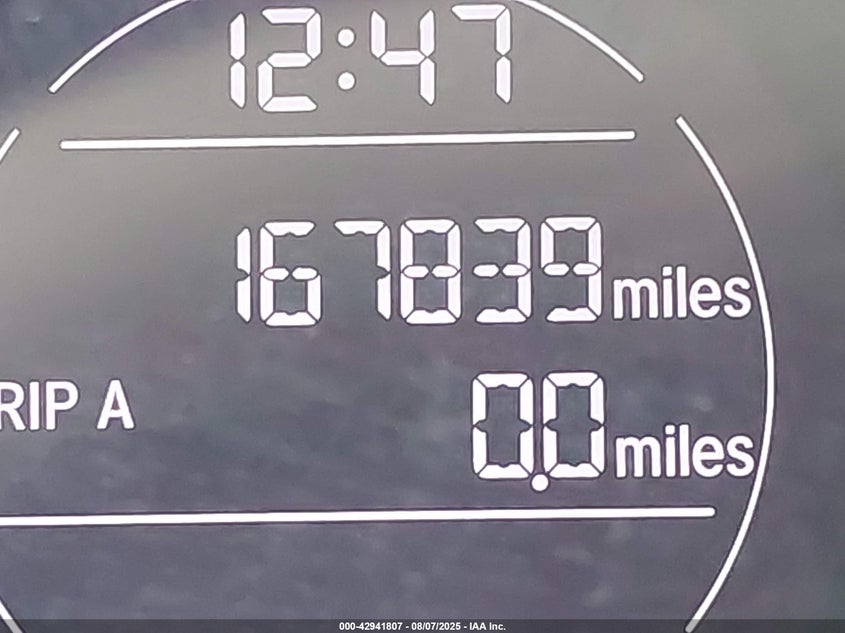 12:47
167839 miles
RIP A
0.0 miles
000-42941807 - 08/07/2025 - IAA Inc.